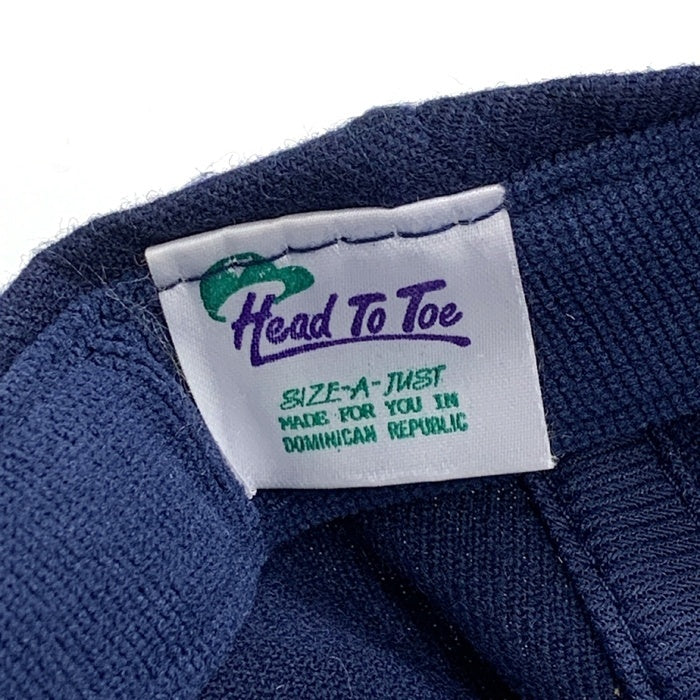 Head To Toe
SIZE-A-JUST
MADE FOR YOU IN
DOMINICAN REPUBLIC